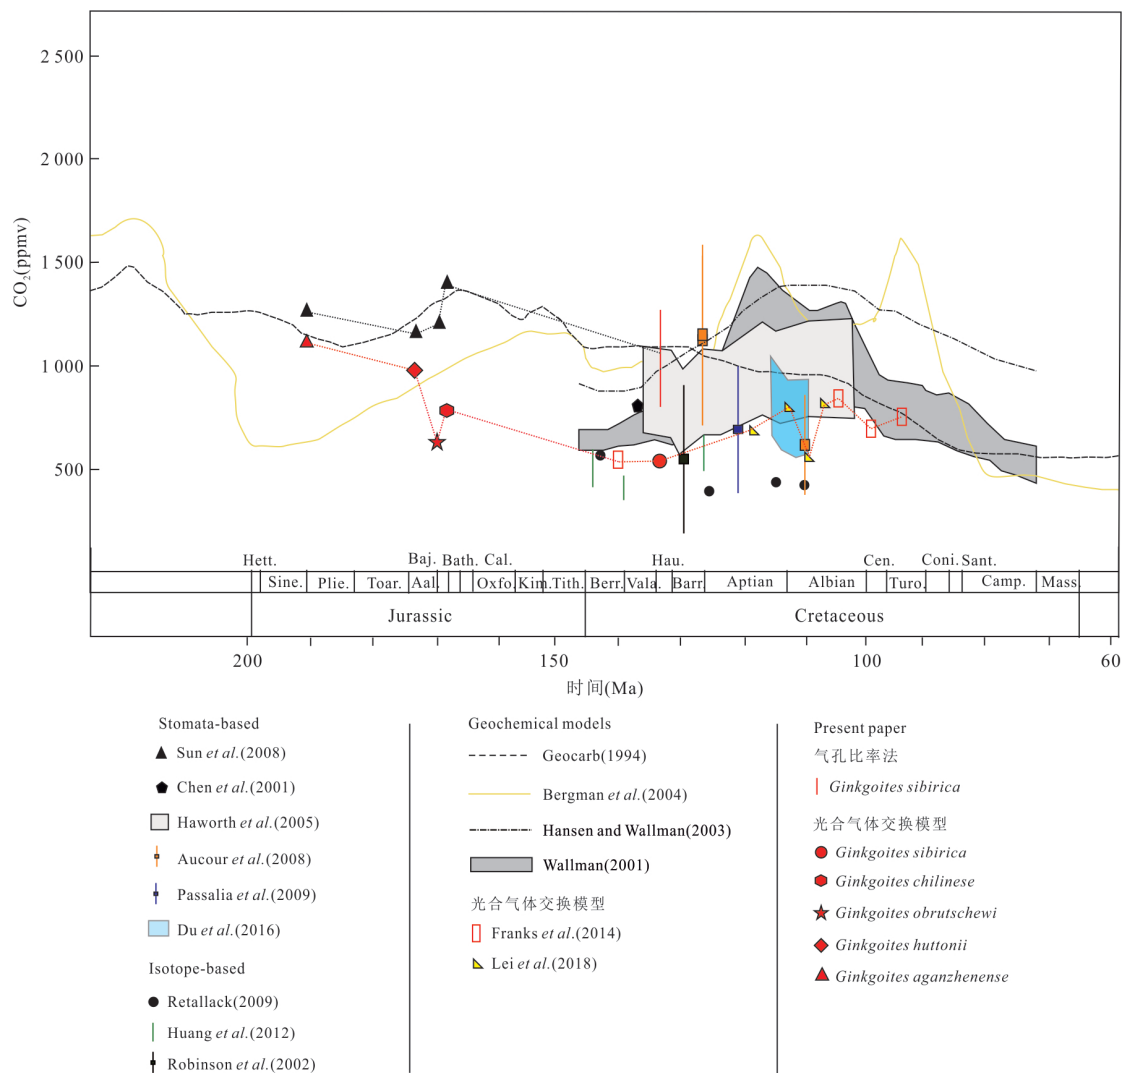 2 500
2 000
1 500
1 000
500
CO₂(ppmv)
Hett.
Baj.
Bath.
Cal.
Hau.
Cen.
Coni.
Sant.
Sine.
Plie.
Toar.
Aal.
Oxfo.
Kim.
Tith.
Berr.
Vala.
Barr.
Aptian
Albian
Turo.
Camp.
Mass.
Jurassic
Cretaceous
200
150
100
60
时间(Ma)
Stomata-based
Sun et al.(2008)
Chen et al.(2001)
Haworth et al.(2005)
Aucour et al.(2008)
Passalia et al.(2009)
Du et al.(2016)
Isotope-based
Retallack(2009)
Huang et al.(2012)
Robinson et al.(2002)
Geochemical models
Geocarb(1994)
Bergman et al.(2004)
Hansen and Wallman(2003)
Wallman(2001)
光合气体交换模型
Franks et al.(2014)
Lei et al.(2018)
Present paper
气孔比率法
Ginkgoites sibirica
光合气体交换模型
Ginkgoites sibirica
Ginkgoites chilinese
Ginkgoites obrutschewi
Ginkgoites huttonii
Ginkgoites aganzhenense